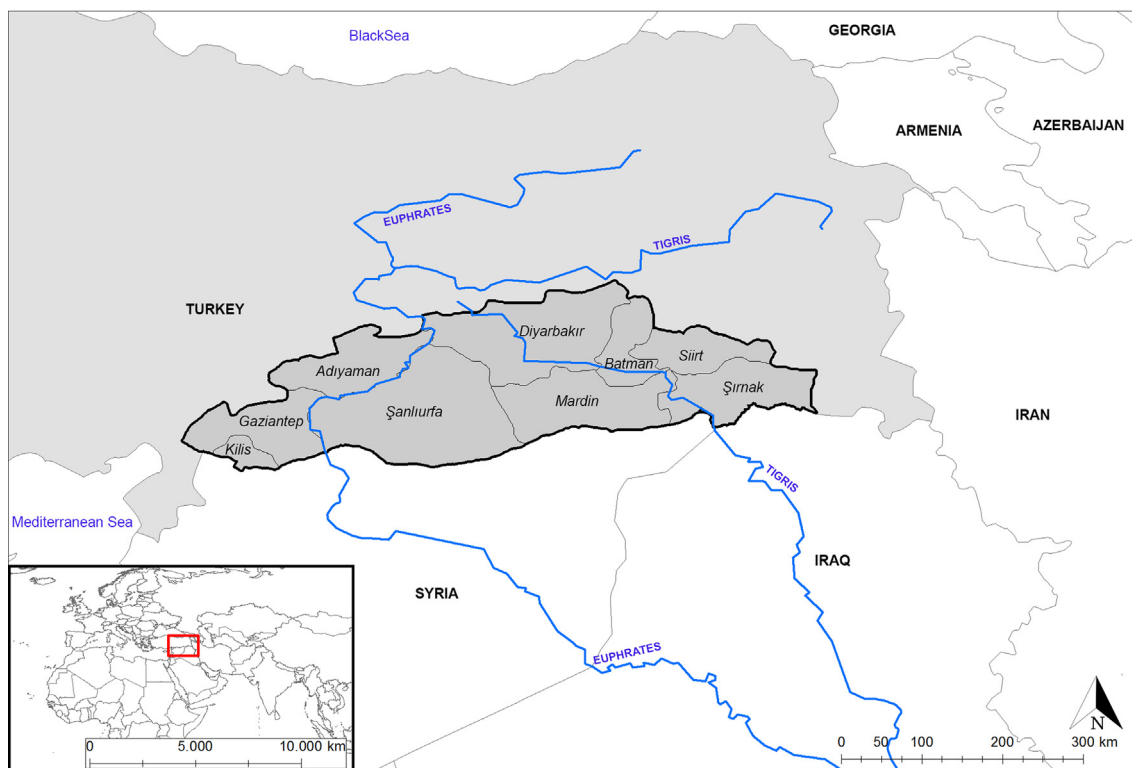 BlackSea
GEORGIA
ARMENIA
AZERBAIJAN
EUPHRATES
TIGRIS
TURKEY
Diyarbakır
Batman
Siirt
Adıyaman
Şırnak
Şanlıurfa
Mardin
Gaziantep
Kilis
IRAN
TIGRIS
Mediterranean Sea
IRAQ
SYRIA
EUPHRATES
N
0 5.000 10.000 km
0 50 100 200 300 km